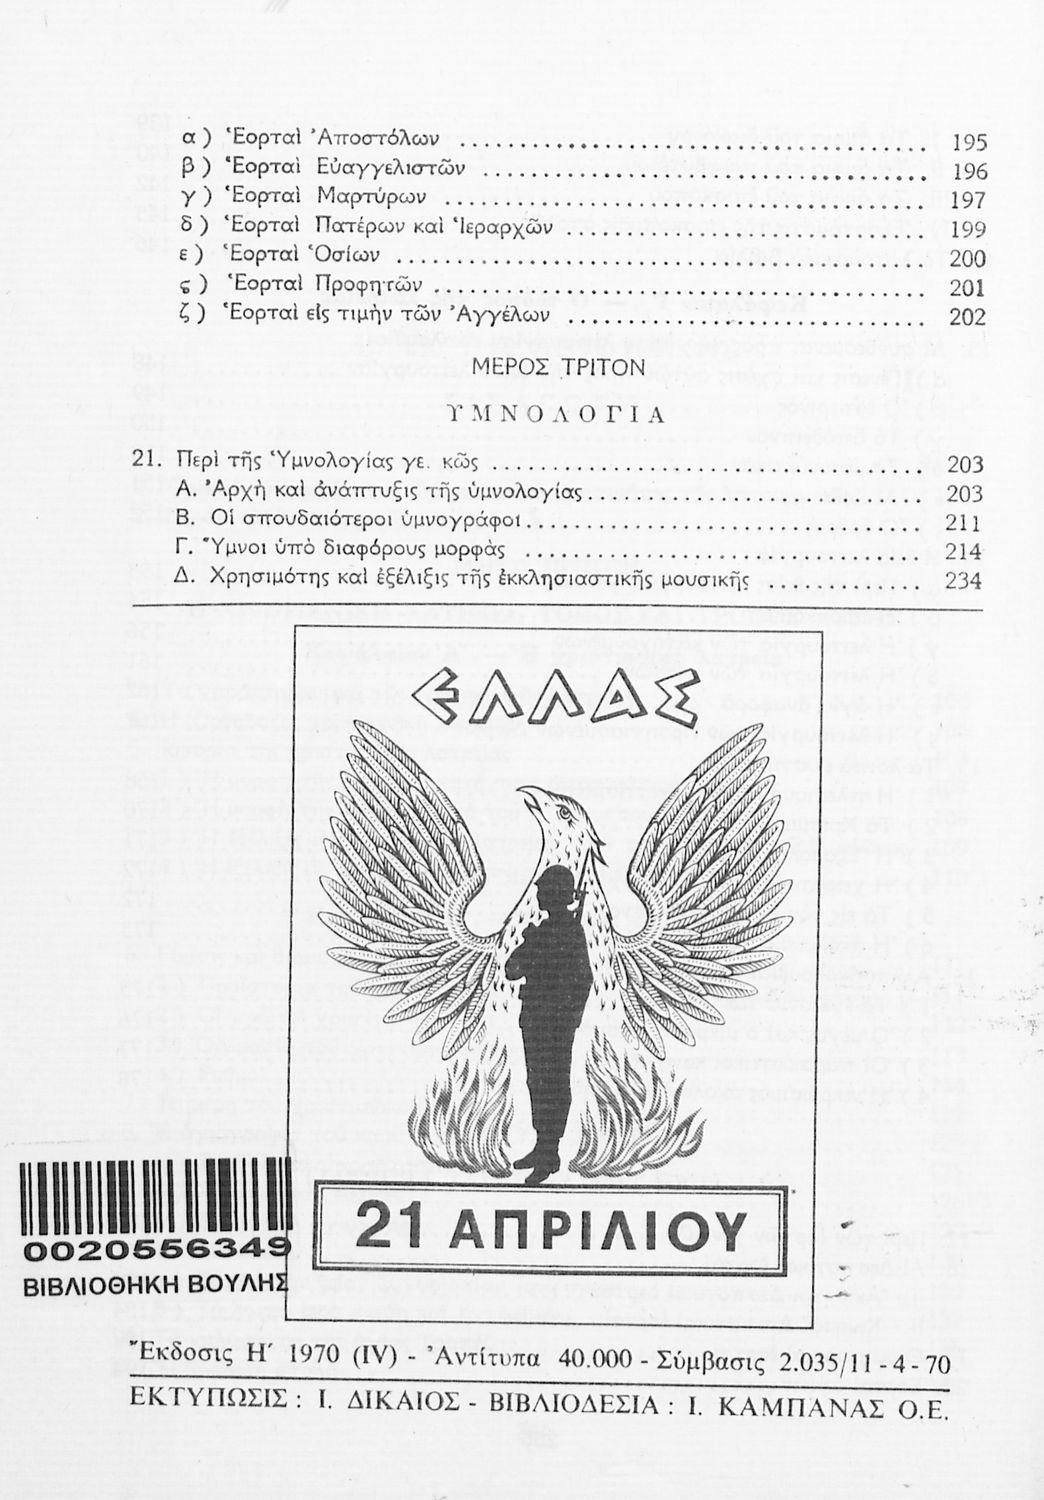 α) Ἑορταὶ Ἀποστόλων ........................................ 195
β) Ἑορταὶ Εὐαγγελιστῶν ........................................ 196
γ) Ἑορταὶ Μαρτύρων ........................................ 197
δ) Ἑορταὶ Πατέρων καὶ Ἱεραρχῶν ................................ 199
ε) Ἑορταὶ Ὁσίων ........................................ 200
ς) Ἑορταὶ Προφητῶν ........................................ 201
ζ) Ἑορταὶ εἰς τιμὴν τῶν Ἀγγέλων ............................... 202
ΜΕΡΟΣ ΤΡΙΤΟΝ
ΥΜΝΟΛΟΓΙΑ
21. Περὶ τῆς Ὑμνολογίας γε. κῶς ................................ 203
Α. Ἀρχὴ καὶ ἀνάπτυξις τῆς ὑμνολογίας............................ 203
Β. Οἱ σπουδαιότεροι ὑμνογράφοι................................ 211
Γ. Ὕμνοι ὑπὸ διαφόρους μορφὰς ................................ 214
Δ. Χρησιμότης καὶ ἐξέλιξις τῆς ἐκκλησιαστικῆς μουσικῆς ............. 234
ΕΛΛΑΣ
21 ΑΠΡΙΛΙΟΥ
0020556349
ΒΙΒΛΙΟΘΗΚΗ ΒΟΥΛΗΣ
Ἔκδοσις Η' 1970 (IV) - Ἀντίτυπα 40.000 - Σύμβασις 2.035/11-4-70
ΕΚΤΥΠΩΣΙΣ: Ι. ΔΙΚΑΙΟΣ - ΒΙΒΛΙΟΔΕΣΙΑ: Ι. ΚΑΜΠΑΝΑΣ Ο.Ε.